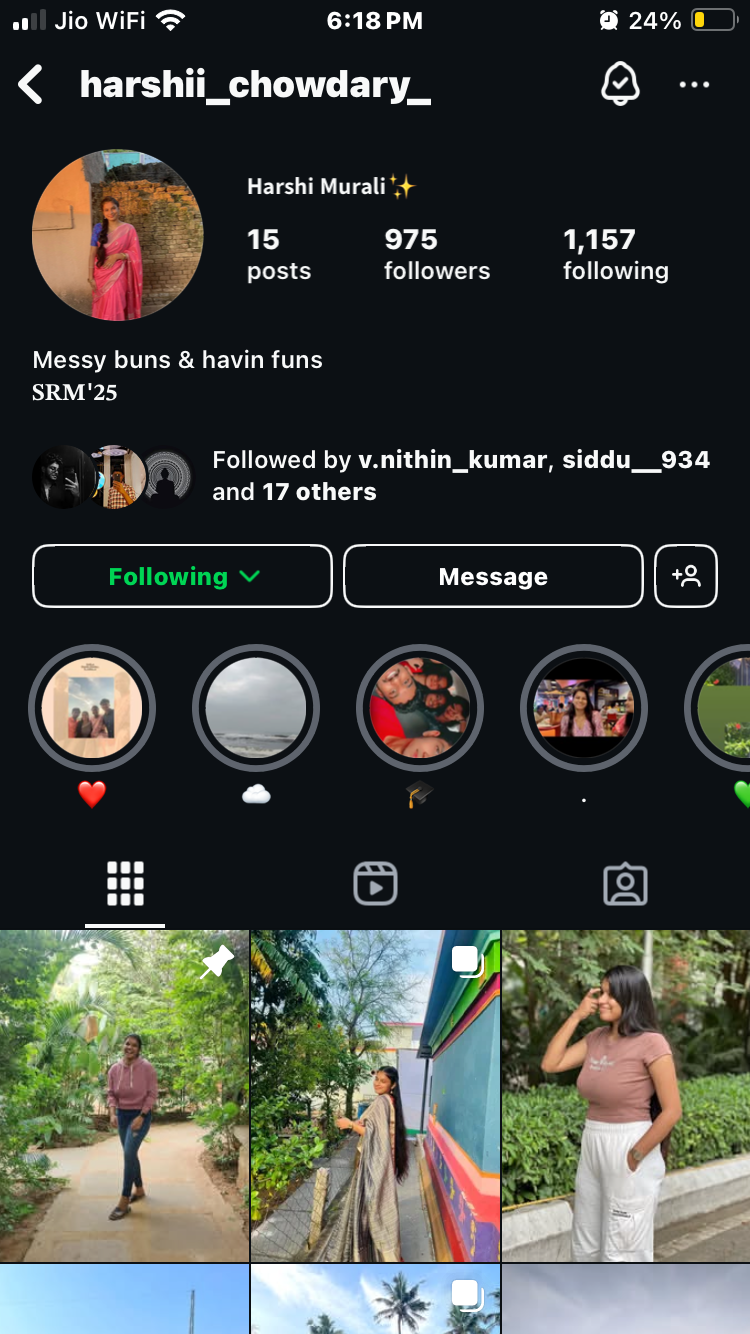 Jio WiFi 6:18 PM 24%
harshii_chowdary_
Harshi Murali✨
15 975 1,157
posts followers following
Messy buns & havin funs
SRM'25
Followed by v.nithin_kumar, siddu__934
and 17 others
Following Message
❤️ ☁️ 🎓 . 💚